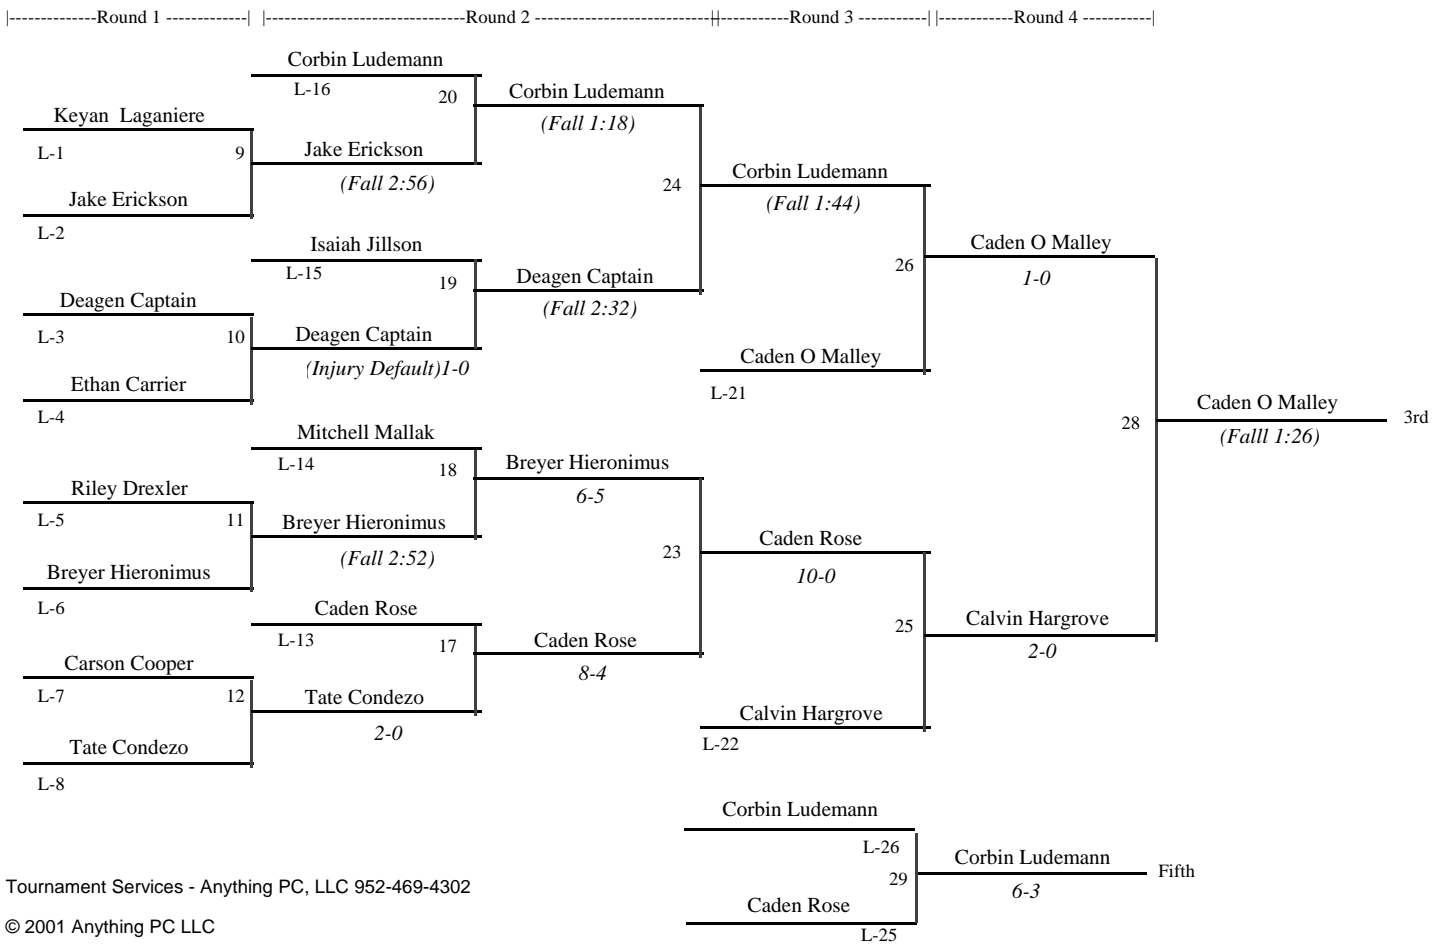 |-------------Round 1 -------------| |--------------------------------Round 2 ----------------------------||-----------Round 3 -----------| |------------Round 4 -----------|
Corbin Ludemann
L-16
20
Corbin Ludemann
(Fall 1:18)
Keyan  Laganiere
L-1
9
Jake Erickson
(Fall 2:56)
24
Corbin Ludemann
(Fall 1:44)
Jake Erickson
L-2
Isaiah Jillson
L-15
19
Deagen Captain
(Fall 2:32)
26
Caden O Malley
1-0
Deagen Captain
L-3
10
Deagen Captain
(Injury Default)1-0
Caden O Malley
L-21
Ethan Carrier
L-4
28
Caden O Malley
(Falll 1:26)
3rd
Mitchell Mallak
L-14
18
Breyer Hieronimus
6-5
Riley Drexler
L-5
11
Breyer Hieronimus
(Fall 2:52)
23
Caden Rose
10-0
Breyer Hieronimus
L-6
Caden Rose
L-13
17
Caden Rose
8-4
25
Calvin Hargrove
2-0
Carson Cooper
L-7
12
Tate Condezo
2-0
Calvin Hargrove
L-22
Tate Condezo
L-8
Corbin Ludemann
L-26
29
Corbin Ludemann
6-3
Fifth
Caden Rose
L-25
Tournament Services - Anything PC, LLC 952-469-4302
© 2001 Anything PC LLC